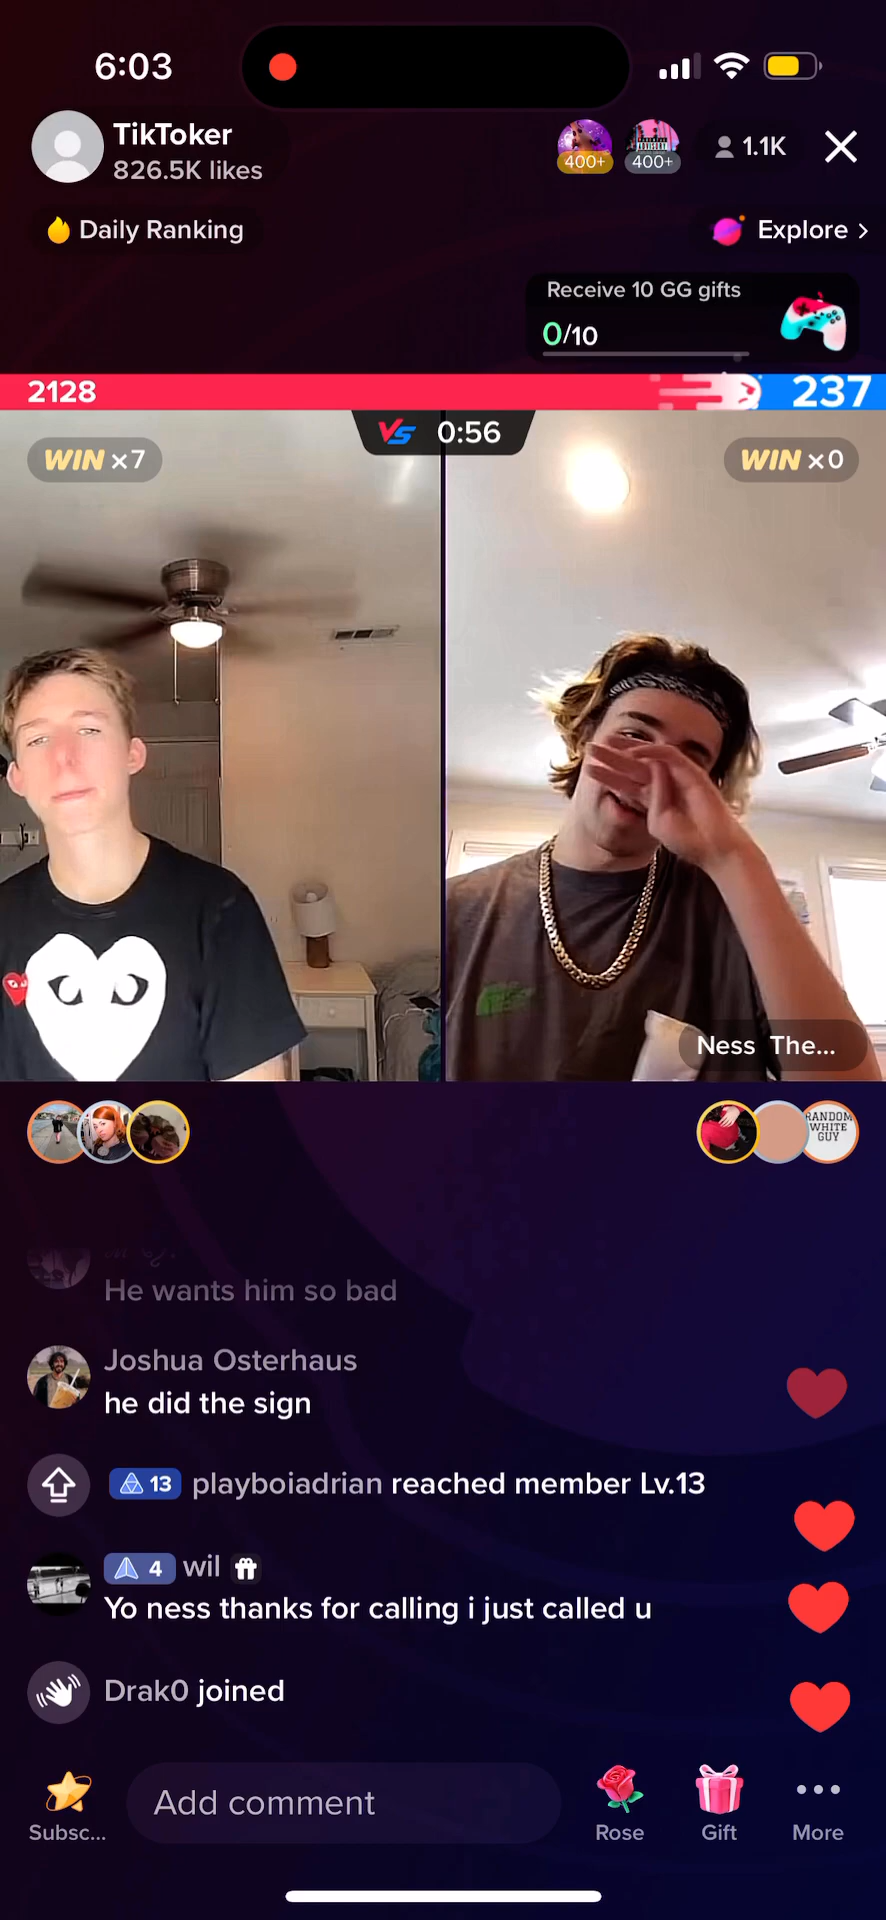 6:03
TikToker
826.5K likes
400+
400+
1.1K
Daily Ranking
Explore >
Receive 10 GG gifts
0/10
2128
237
VS 0:56
WIN ×7
WIN ×0
Ness The...
RANDOM
WHITE
GUY
He wants him so bad
Joshua Osterhaus
he did the sign
13 playboiadrian reached member Lv.13
4 wil
Yo ness thanks for calling i just called u
Drak0 joined
Subsc...
Add comment
Rose
Gift
More